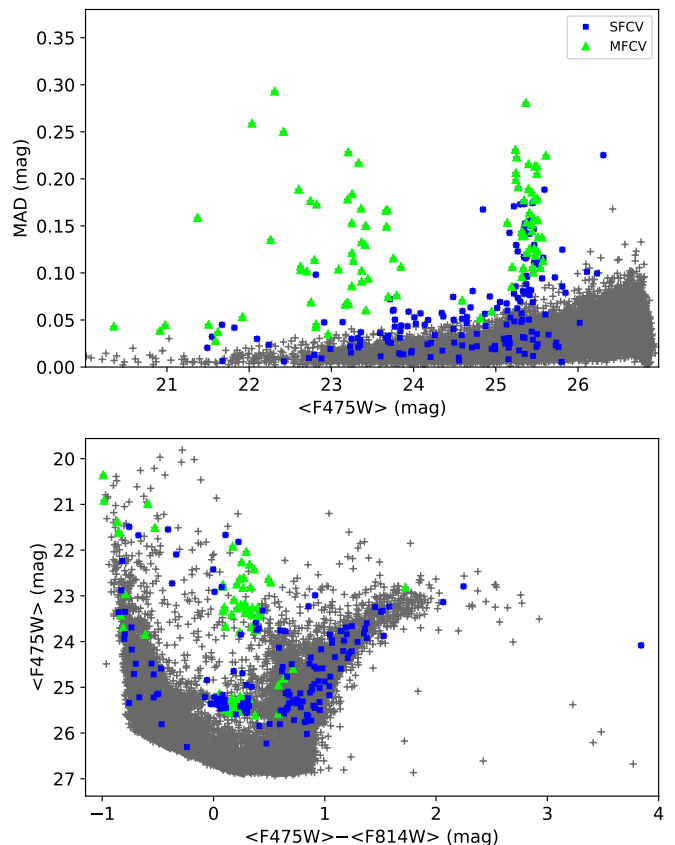 0.35
0.30
0.25
0.20
0.15
0.10
0.05
0.00
MAD (mag)
SFCV
MFCV
21 22 23 24 25 26
<F475W> (mag)
20
21
22
23
24
25
26
27
<F475W> (mag)
−1 0 1 2 3 4
<F475W>−<F814W> (mag)